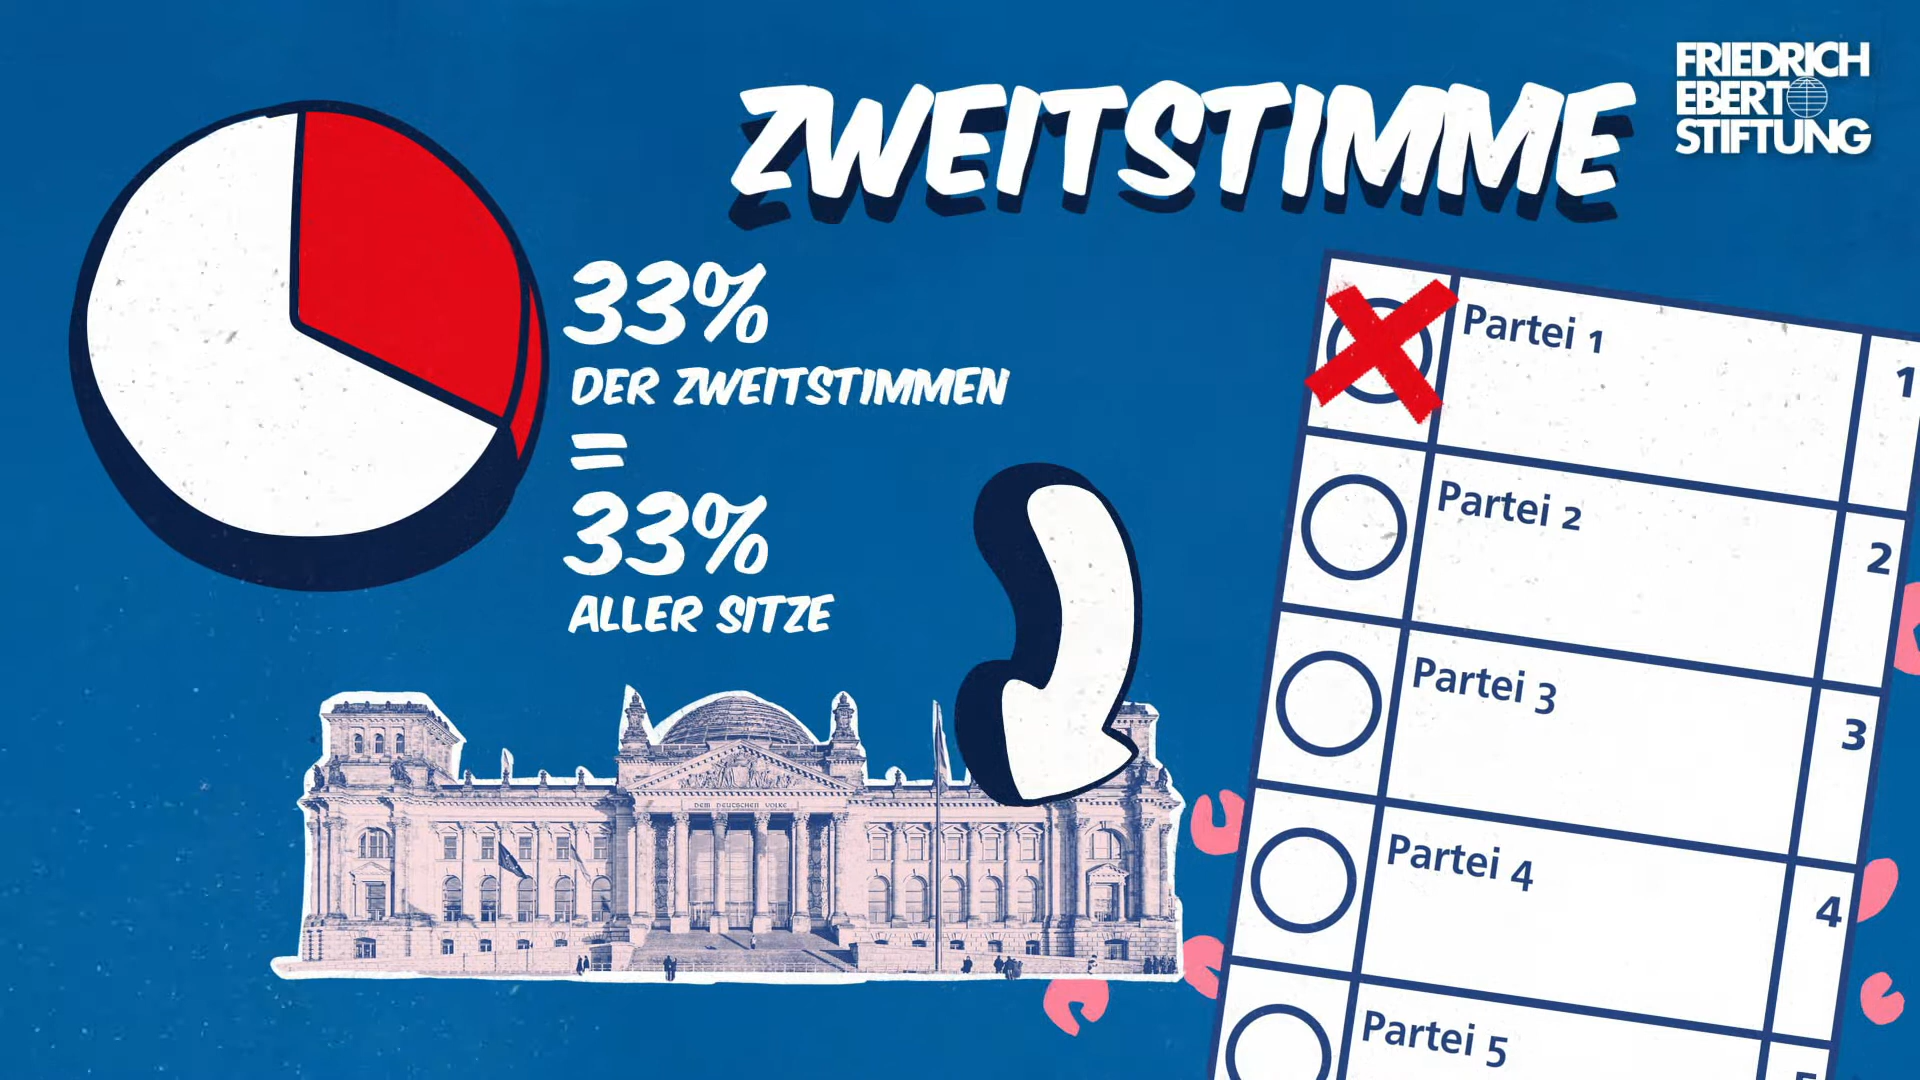 ZWEITSTIMME
FRIEDRICH
EBERT
STIFTUNG
33%
DER ZWEITSTIMMEN
=
33%
ALLER SITZE
DEM DEUTSCHEN VOLKE
Partei 1 1
Partei 2 2
Partei 3 3
Partei 4 4
Partei 5 5